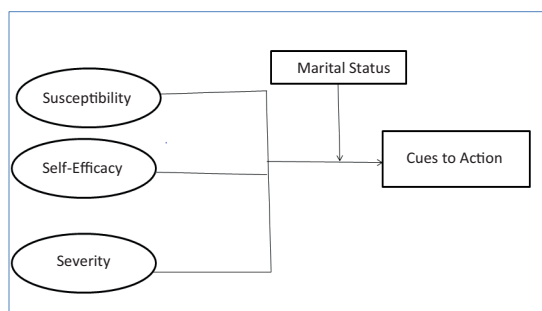 Marital Status
Susceptibility
Cues to Action
Self-Efficacy
Severity